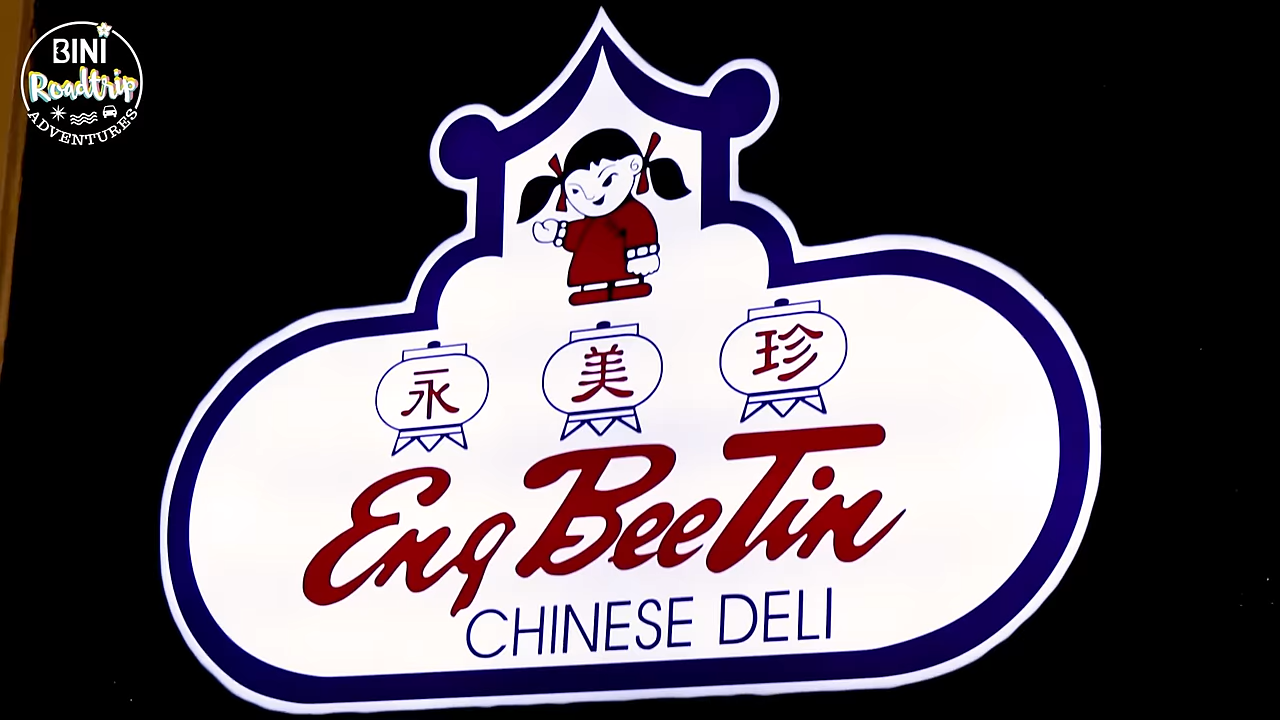 BINI
Roadtrip
ADVENTURES
永 美 珍
Eng Bee Tin
CHINESE DELI